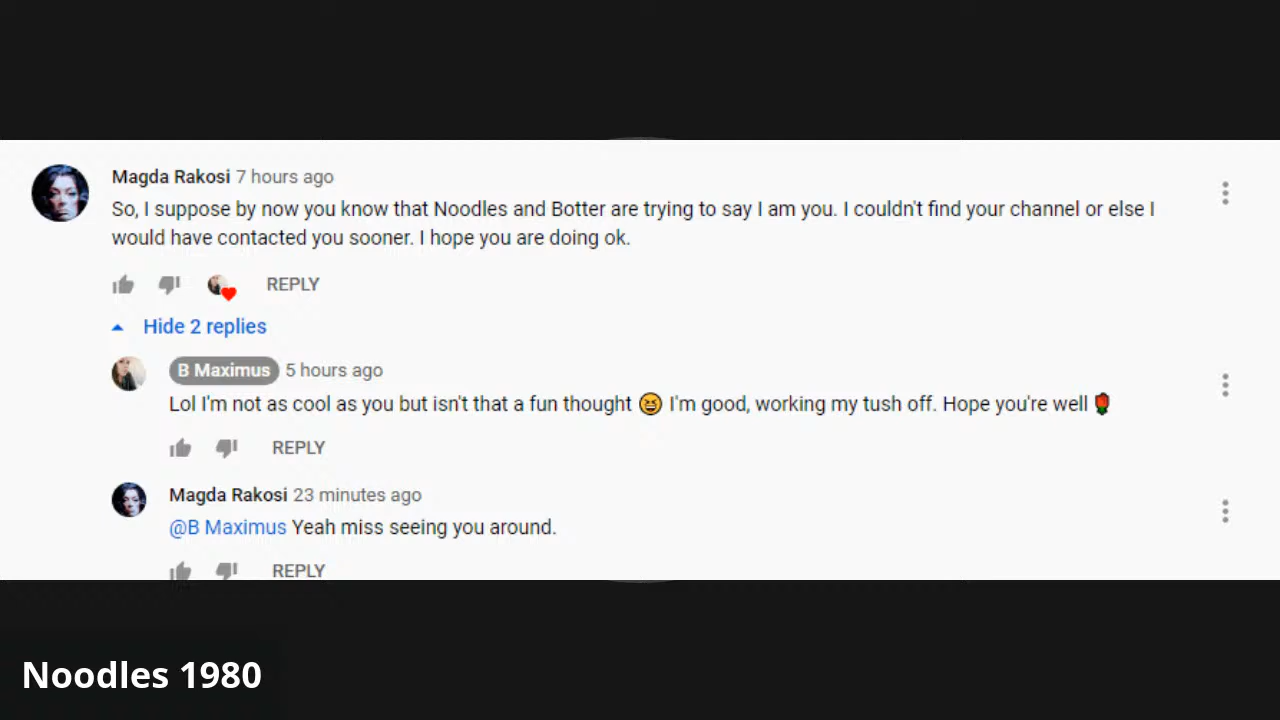 Magda Rakosi 7 hours ago
So, I suppose by now you know that Noodles and Botter are trying to say I am you. I couldn't find your channel or else I
would have contacted you sooner. I hope you are doing ok.
REPLY
Hide 2 replies
B Maximus 5 hours ago
Lol I'm not as cool as you but isn't that a fun thought 😆 I'm good, working my tush off. Hope you're well🌹
REPLY
Magda Rakosi 23 minutes ago
@B Maximus Yeah miss seeing you around.
REPLY
Noodles 1980